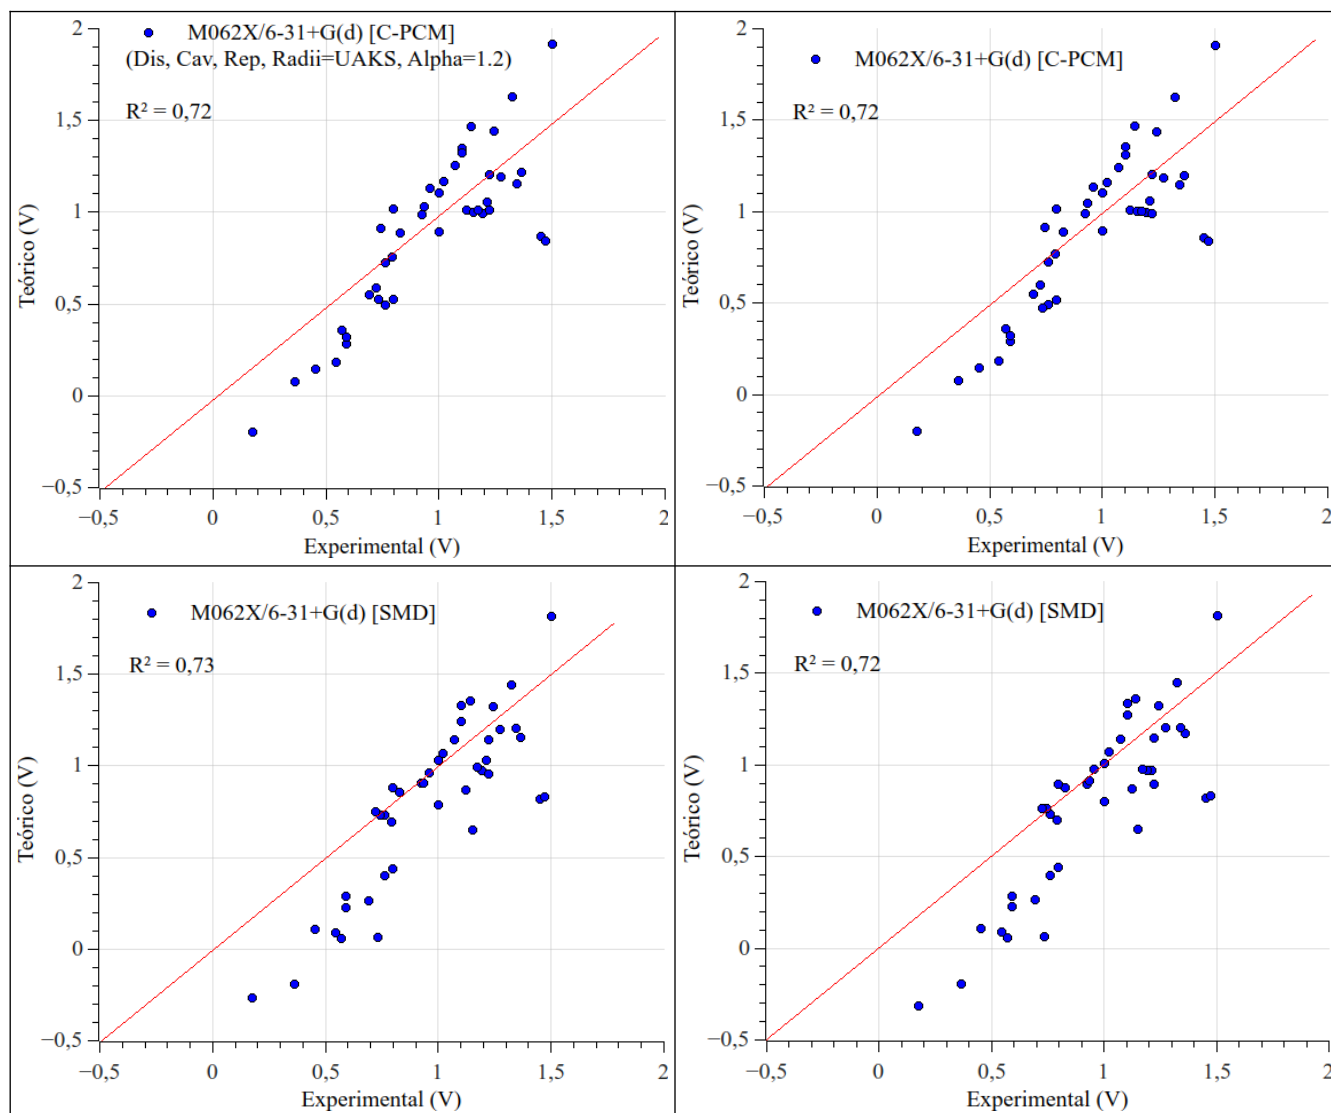 2
M062X/6-31+G(d) [C-PCM]
(Dis, Cav, Rep, Radii=UAKS, Alpha=1.2)
R² = 0,72
1,5
1
0,5
0
−0,5
Teórico (V)
−0,5 0 0,5 1 1,5 2
Experimental (V)
2
M062X/6-31+G(d) [C-PCM]
R² = 0,72
1,5
1
0,5
0
−0,5
Teórico (V)
−0,5 0 0,5 1 1,5 2
Experimental (V)
2
M062X/6-31+G(d) [SMD]
R² = 0,73
1,5
1
0,5
0
−0,5
Teórico (V)
−0,5 0 0,5 1 1,5 2
Experimental (V)
2
M062X/6-31+G(d) [SMD]
R² = 0,72
1,5
1
0,5
0
−0,5
Teórico (V)
−0,5 0 0,5 1 1,5 2
Experimental (V)